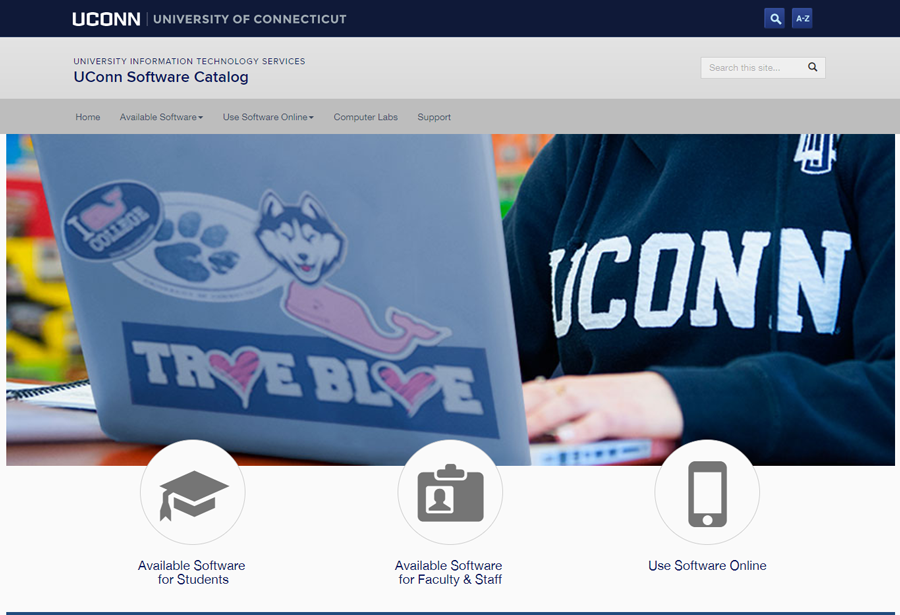 UCONN UNIVERSITY OF CONNECTICUT
A-Z
UNIVERSITY INFORMATION TECHNOLOGY SERVICES
UConn Software Catalog
Search this site...
Home Available Software Use Software Online Computer Labs Support
I
COLLEGE
TRUE BLUE
UCONN
Available Software
for Students
Available Software
for Faculty & Staff
Use Software Online